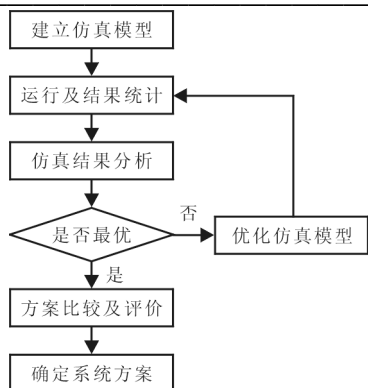 建立仿真模型
运行及结果统计
仿真结果分析
是否最优
否
优化仿真模型
是
方案比较及评价
确定系统方案